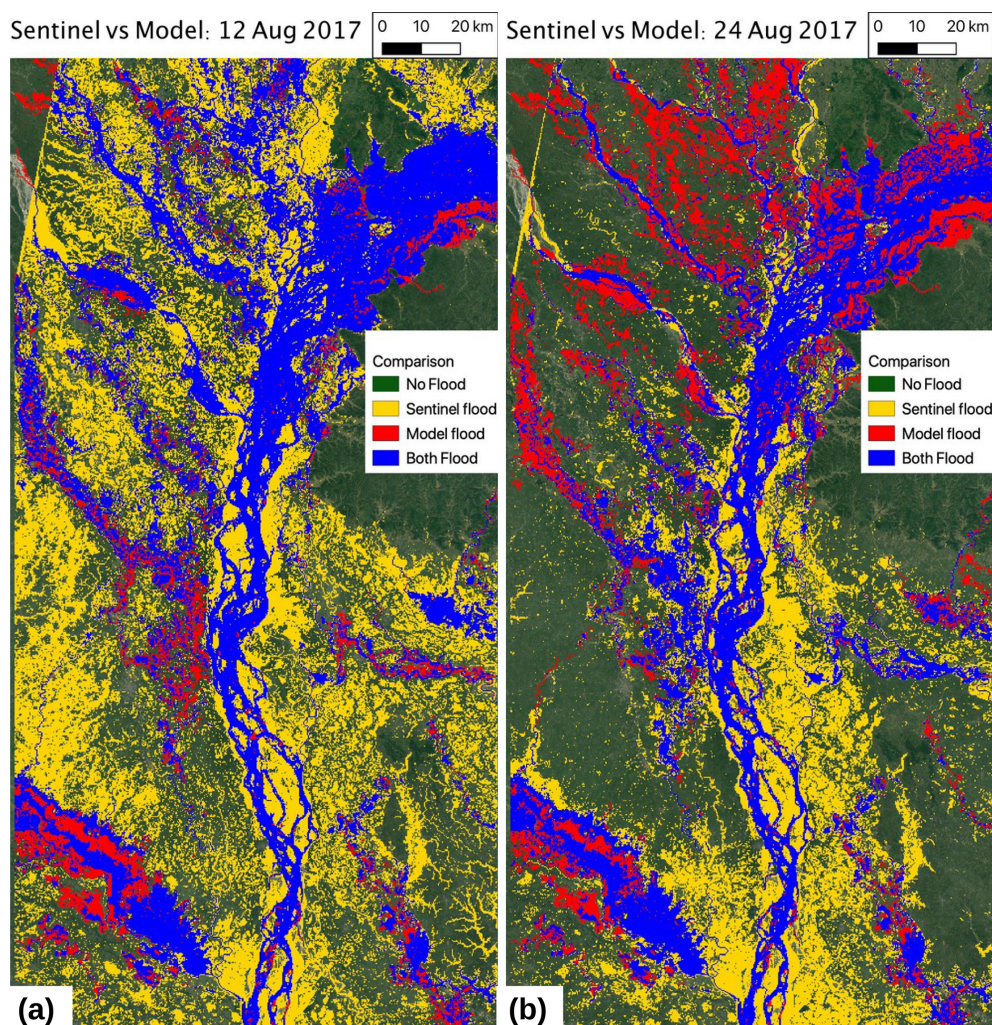 Sentinel vs Model: 12 Aug 2017
0 10 20 km
Comparison
No Flood
Sentinel flood
Model flood
Both Flood
(a)
Sentinel vs Model: 24 Aug 2017
0 10 20 km
Comparison
No Flood
Sentinel flood
Model flood
Both Flood
(b)